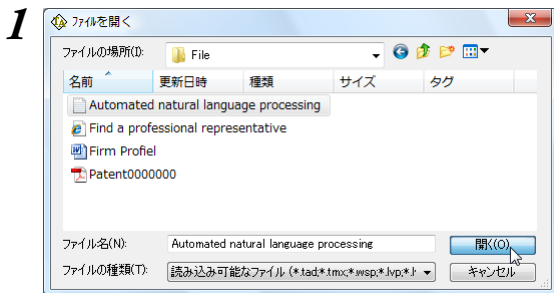 1
ファイルを開く
ファイルの場所(I): File
名前 更新日時 種類 サイズ タグ
Automated natural language processing
Find a professional representative
Firm Profiel
Patent0000000
ファイル名(N): Automated natural language processing 開く(O)
ファイルの種類(T): 読み込み可能なファイル (*.tad;*.tmx;*.wsp;*.lvp;*.h キャンセル